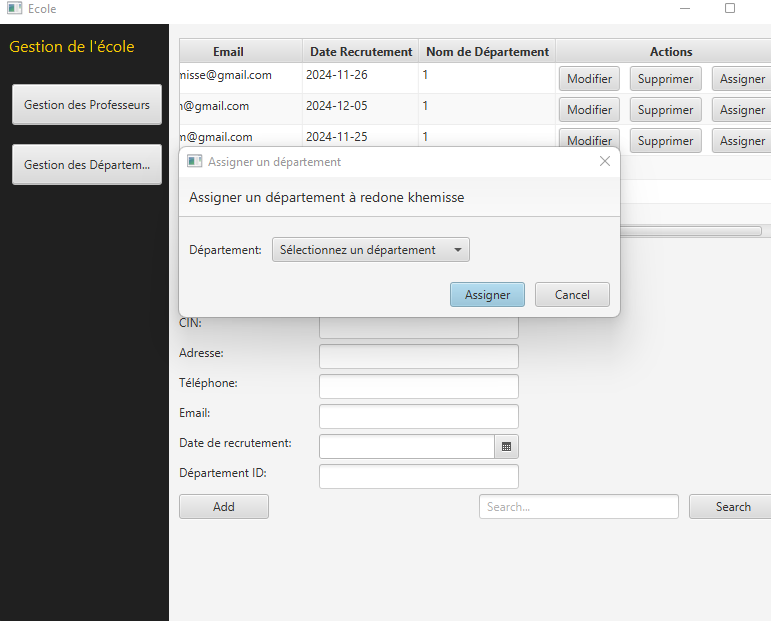 Ecole
Gestion de l'école
Gestion des Professeurs
Gestion des Départem...
Email Date Recrutement Nom de Département Actions
misse@gmail.com 2024-11-26 1 Modifier Supprimer Assigner
@gmail.com 2024-12-05 1 Modifier Supprimer Assigner
@gmail.com 2024-11-25 1 Modifier Supprimer Assigner
Assigner un département
Assigner un département à redone khemisse
Département: Sélectionnez un département
Assigner Cancel
CIN:
Adresse:
Téléphone:
Email:
Date de recrutement:
Département ID:
Add Search... Search